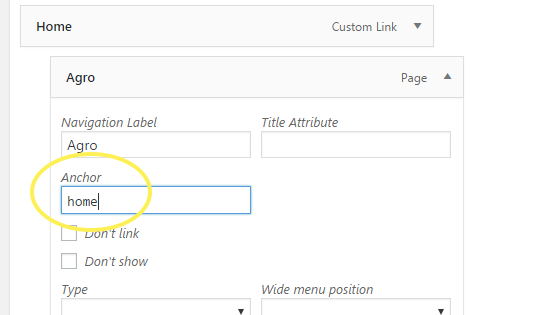 Home Custom Link
Agro Page
Navigation Label Title Attribute
Agro
Anchor
home
Don't link
Don't show
Type Wide menu position